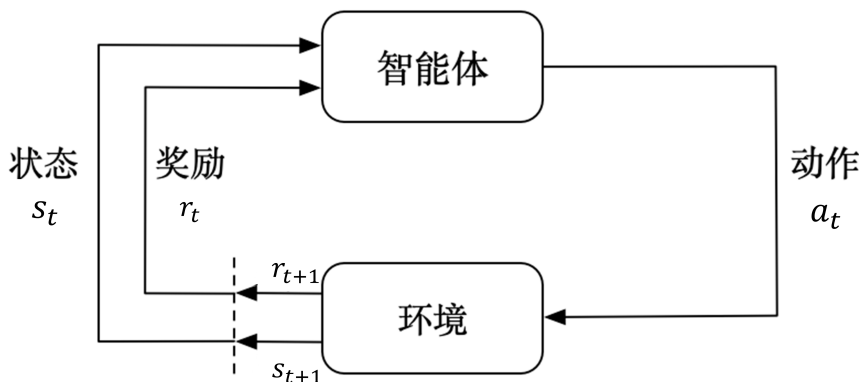 智能体
状态
s_t
奖励
r_t
动作
a_t
r_{t+1}
环境
s_{t+1}